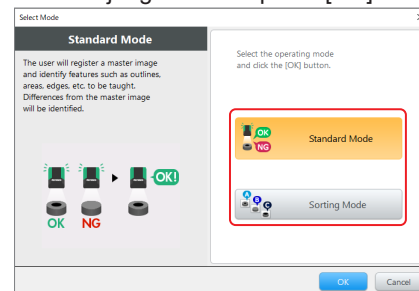 Select Mode
Standard Mode
The user will register a master image
and identify features such as outlines,
areas, edges, etc. to be taught.
Differences from the master image
will be identified.
OK!
OK
NG
Select the operating mode
and click the [OK] button.
OK
NG
Standard Mode
A
B
C
Sorting Mode
OK
Cancel